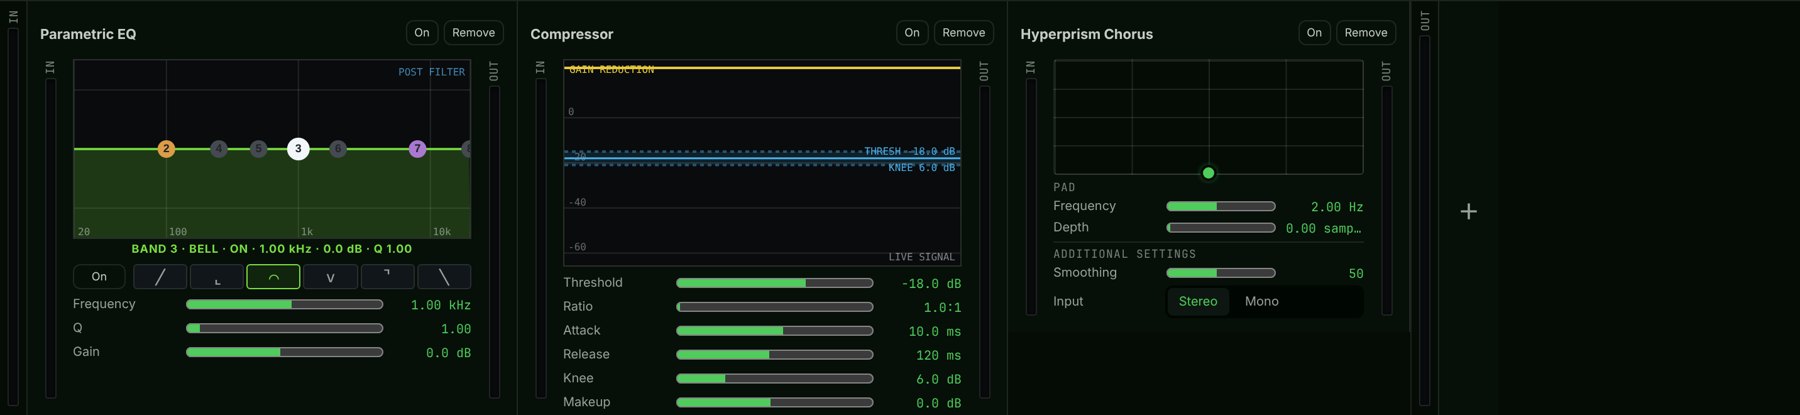 IN
Parametric EQ
On
Remove
IN
POST FILTER
OUT
2
4
5
3
6
7
8
20
100
1k
10k
BAND 3 · BELL · ON · 1.00 kHz · 0.0 dB · Q 1.00
On
Frequency
1.00 kHz
Q
1.00
Gain
0.0 dB
Compressor
On
Remove
IN
GAIN REDUCTION
OUT
0
THRESH -18.0 dB
-20
KNEE 6.0 dB
-40
-60
LIVE SIGNAL
Threshold
-18.0 dB
Ratio
1.0:1
Attack
10.0 ms
Release
120 ms
Knee
6.0 dB
Makeup
0.0 dB
Hyperprism Chorus
On
Remove
IN
OUT
PAD
Frequency
2.00 Hz
Depth
0.00 samp…
ADDITIONAL SETTINGS
Smoothing
50
Input
Stereo
Mono
OUT
+